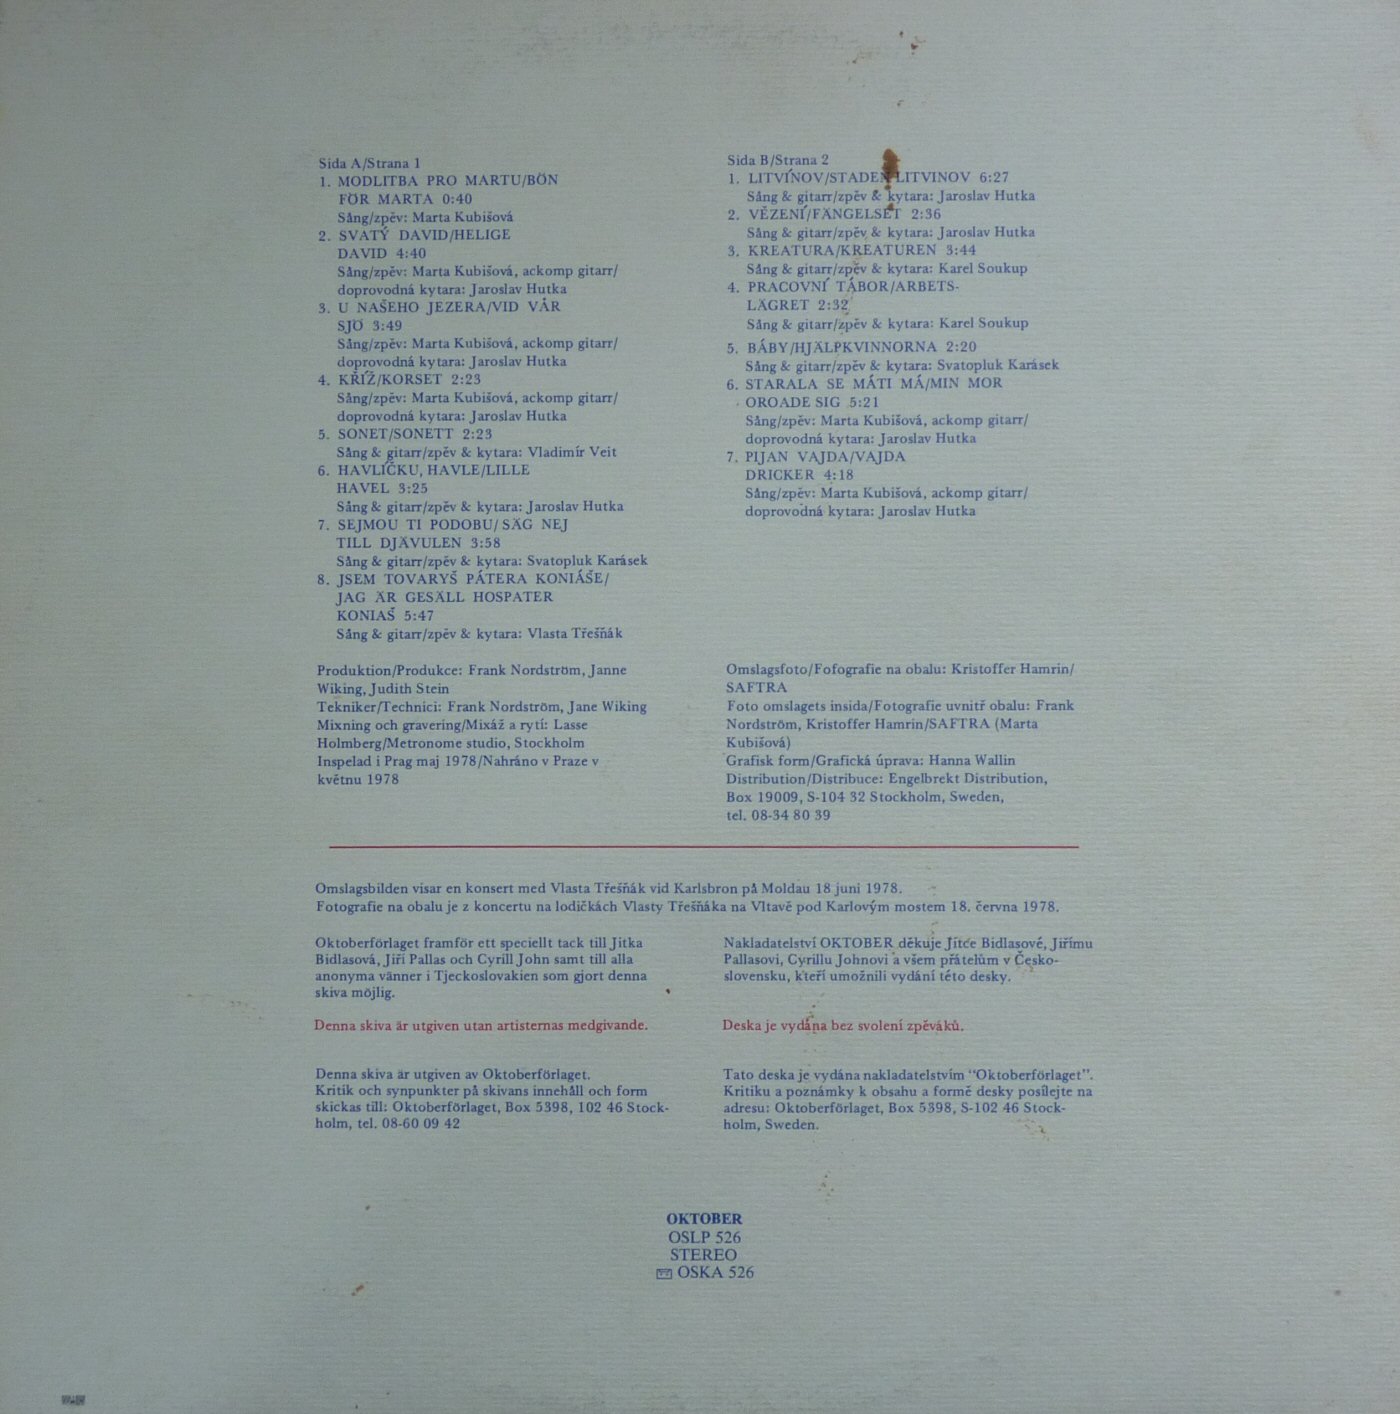 Sida A/Strana 1
1. MODLITBA PRO MARTU/BÖN
FÖR MARTA 0:40
Sång/zpěv: Marta Kubišová
2. SVATÝ DAVID/HELIGE
DAVID 4:40
Sång/zpěv: Marta Kubišová, ackomp gitarr/
doprovodná kytara: Jaroslav Hutka
3. U NAŠEHO JEZERA/VID VÅR
SJÖ 3:49
Sång/zpěv: Marta Kubišová, ackomp gitarr/
doprovodná kytara: Jaroslav Hutka
4. KŘÍŽ/KORSET 2:23
Sång/zpěv: Marta Kubišová, ackomp gitarr/
doprovodná kytara: Jaroslav Hutka
5. SONET/SONETT 2:23
Sång & gitarr/zpěv & kytara: Vladimír Veit
6. HAVLÍČKU, HAVLE/LILLE
HAVEL 3:25
Sång & gitarr/zpěv & kytara: Jaroslav Hutka
7. SEJMOU TI PODOBU/ SÄG NEJ
TILL DJÄVULEN 3:58
Sång & gitarr/zpěv & kytara: Svatopluk Karásek
8. JSEM TOVARYŠ PÁTERA KONIÁŠE/
JAG ÄR GESÄLL HOSPATER
KONIAŠ 5:47
Sång & gitarr/zpěv & kytara: Vlasta Třešňák
Sida B/Strana 2
1. LITVÍNOV/STADEN LITVINOV 6:27
Sång & gitarr/zpěv & kytara: Jaroslav Hutka
2. VĚZENÍ/FÄNGELSET 2:36
Sång & gitarr/zpěv & kytara: Jaroslav Hutka
3. KREATURA/KREATUREN 3:44
Sång & gitarr/zpěv & kytara: Karel Soukup
4. PRACOVNÍ TÁBOR/ARBETS-
LÄGRET 2:32
Sång & gitarr/zpěv & kytara: Karel Soukup
5. BÁBY/HJÄLPKVINNORNA 2:20
Sång & gitarr/zpěv & kytara: Svatopluk Karásek
6. STARALA SE MÁTI MÁ/MIN MOR
OROADE SIG 5:21
Sång/zpěv: Marta Kubišová, ackomp gitarr/
doprovodná kytara: Jaroslav Hutka
7. PIJAN VAJDA/VAJDA
DRICKER 4:18
Sång/zpěv: Marta Kubišová, ackomp gitarr/
doprovodná kytara: Jaroslav Hutka
Produktion/Produkce: Frank Nordström, Janne
Wiking, Judith Stein
Tekniker/Technici: Frank Nordström, Jane Wiking
Mixning och gravering/Mixáž a rytí: Lasse
Holmberg/Metronome studio, Stockholm
Inspelad i Prag maj 1978/Nahráno v Praze v
květnu 1978
Omslagsfoto/Fofografie na obalu: Kristoffer Hamrin/
SAFTRA
Foto omslagets insida/Fotografie uvnitř obalu: Frank
Nordström, Kristoffer Hamrin/SAFTRA (Marta
Kubišová)
Grafisk form/Grafická úprava: Hanna Wallin
Distribution/Distribuce: Engelbrekt Distribution,
Box 19009, S-104 32 Stockholm, Sweden,
tel. 08-34 80 39
Omslagsbilden visar en konsert med Vlasta Třešňák vid Karlsbron på Moldau 18 juni 1978.
Fotografie na obalu je z koncertu na lodičkách Vlasty Třešňáka na Vltavě pod Karlovým mostem 18. června 1978.
Oktoberförlaget framför ett speciellt tack till Jitka
Bidlasová, Jiří Pallas och Cyrill John samt till alla
anonyma vänner i Tjeckoslovakien som gjort denna
skiva möjlig.
Nakladatelství OKTOBER děkuje Jitce Bidlasové, Jiřímu
Pallasovi, Cyrillu Johnovi a všem přátelům v Česko-
slovensku, kteří umožnili vydání této desky.
Denna skiva är utgiven utan artisternas medgivande.
Deska je vydána bez svolení zpěváků.
Denna skiva är utgiven av Oktoberförlaget.
Kritik och synpunkter på skivans innehåll och form
skickas till: Oktoberförlaget, Box 5398, 102 46 Stock-
holm, tel. 08-60 09 42
Tato deska je vydána nakladatelstvím “Oktoberförlaget”.
Kritiku a poznámky k obsahu a formě desky posílejte na
adresu: Oktoberförlaget, Box 5398, S-102 46 Stock-
holm, Sweden.
OKTOBER
OSLP 526
STEREO
OSKA 526